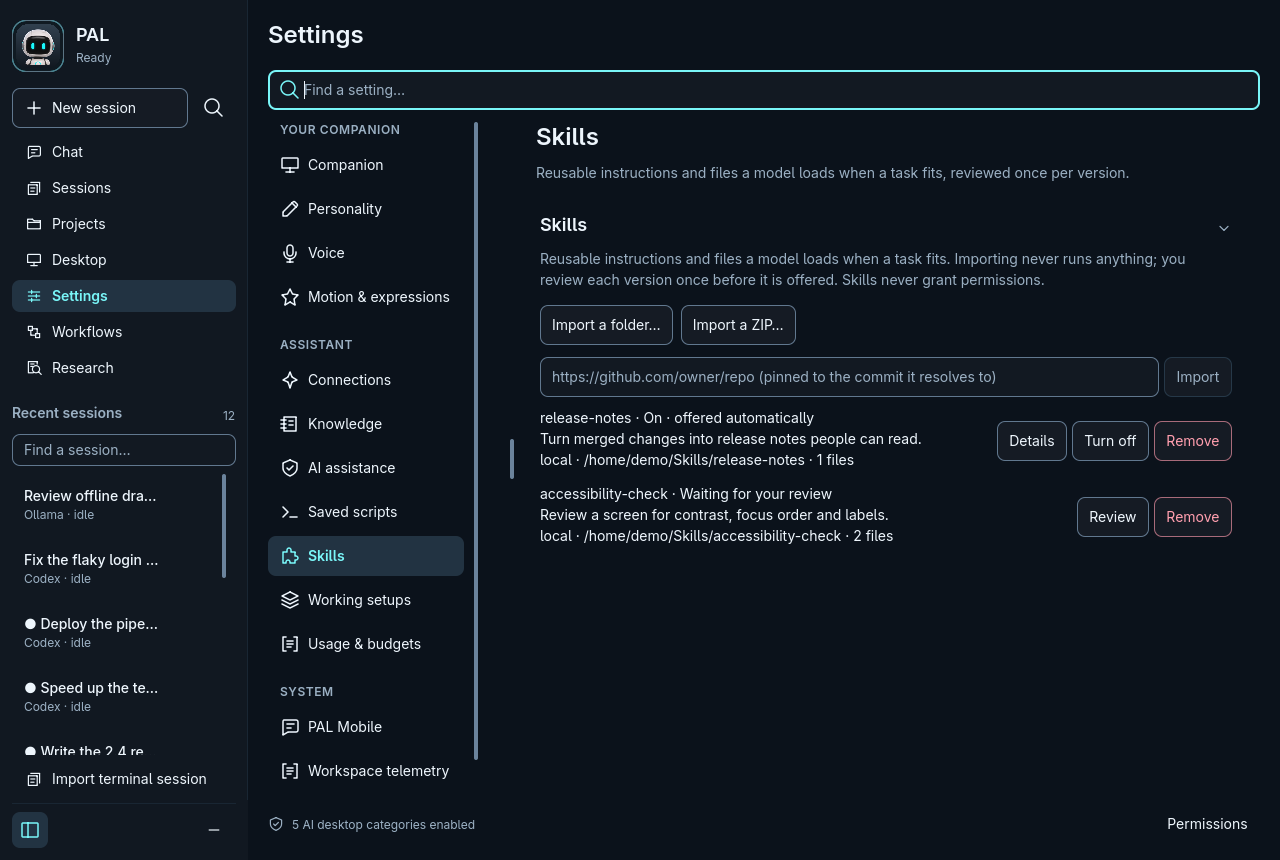 PAL
Ready
New session
Chat
Sessions
Projects
Desktop
Settings
Workflows
Research
Recent sessions
12
Find a session...
Review offline dra...
Ollama · idle
Fix the flaky login ...
Codex · idle
Deploy the pipe...
Codex · idle
Speed up the te...
Codex · idle
Write the 2.4 re
Import terminal session
Settings
Find a setting...
YOUR COMPANION
Companion
Personality
Voice
Motion & expressions
ASSISTANT
Connections
Knowledge
AI assistance
Saved scripts
Skills
Working setups
Usage & budgets
SYSTEM
PAL Mobile
Workspace telemetry
Skills
Reusable instructions and files a model loads when a task fits, reviewed once per version.
Skills
Reusable instructions and files a model loads when a task fits. Importing never runs anything; you
review each version once before it is offered. Skills never grant permissions.
Import a folder...
Import a ZIP...
https://github.com/owner/repo (pinned to the commit it resolves to)
Import
release-notes · On · offered automatically
Turn merged changes into release notes people can read.
local · /home/demo/Skills/release-notes · 1 files
Details
Turn off
Remove
accessibility-check · Waiting for your review
Review a screen for contrast, focus order and labels.
local · /home/demo/Skills/accessibility-check · 2 files
Review
Remove
5 AI desktop categories enabled
Permissions